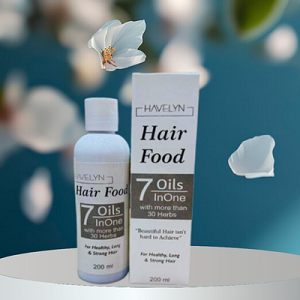 HAVELYN
Hair Food
7 Oils
InOne
with more than
30 Herbs
For Healthy, Long
& Strong Hair
200 ml
HAVELYN
Hair
Food
7 Oils
InOne
with more than
30 Herbs
"Beautiful Hair isn't
hard to Achieve"
For Healthy, Long
& Strong Hair
200 ml